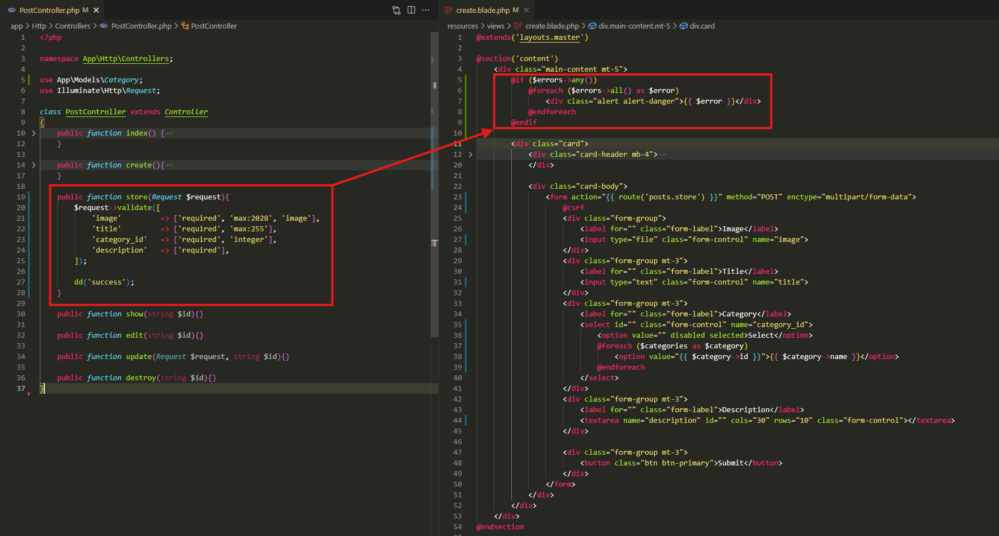 PostController.php M
app > Http > Controllers > PostController.php > PostController
1 <?php
2
3 namespace App\Http\Controllers;
4
5 use App\Models\Category;
6 use Illuminate\Http\Request;
7
8 class PostController extends Controller
9 {
10 public function index() { ···
12 }
13
14 public function create(){ ···
17 }
18
19 public function store(Request $request){
20 $request->validate([
21 'image' => ['required', 'max:2028', 'image'],
22 'title' => ['required', 'max:255'],
23 'category_id' => ['required', 'integer'],
24 'description' => ['required'],
25 ]);
26
27 dd('success');
28 }
29
30 public function show(string $id){}
31
32 public function edit(string $id){}
33
34 public function update(Request $request, string $id){}
35
36 public function destroy(string $id){}
37 }
create.blade.php M
resources > views > create.blade.php > div.main-content.mt-5 > div.card
1 @extends('layouts.master')
2
3 @section('content')
4 <div class="main-content mt-5">
5 @if ($errors->any())
6 @foreach ($errors->all() as $error)
7 <div class="alert alert-danger">{{ $error }}</div>
8 @endforeach
9 @endif
10
11 <div class="card">
12 <div class="card-header mb-4"> ···
20 </div>
21
22 <div class="card-body">
23 <form action="{{ route('posts.store') }}" method="POST" enctype="multipart/form-data">
24 @csrf
25 <div class="form-group">
26 <label for="" class="form-label">Image</label>
27 <input type="file" class="form-control" name="image">
28 </div>
29 <div class="form-group mt-3">
30 <label for="" class="form-label">Title</label>
31 <input type="text" class="form-control" name="title">
32 </div>
33 <div class="form-group mt-3">
34 <label for="" class="form-label">Category</label>
35 <select id="" class="form-control" name="category_id">
36 <option value="" disabled selected>Select</option>
37 @foreach ($categories as $category)
38 <option value="{{ $category->id }}">{{ $category->name }}</option>
39 @endforeach
40 </select>
41 </div>
42 <div class="form-group mt-3">
43 <label for="" class="form-label">Description</label>
44 <textarea name="description" id="" cols="30" rows="10" class="form-control"></textarea>
45 </div>
46
47 <div class="form-group mt-3">
48 <button class="btn btn-primary">Submit</button>
49 </div>
50 </form>
51 </div>
52 </div>
53 </div>
54 @endsection